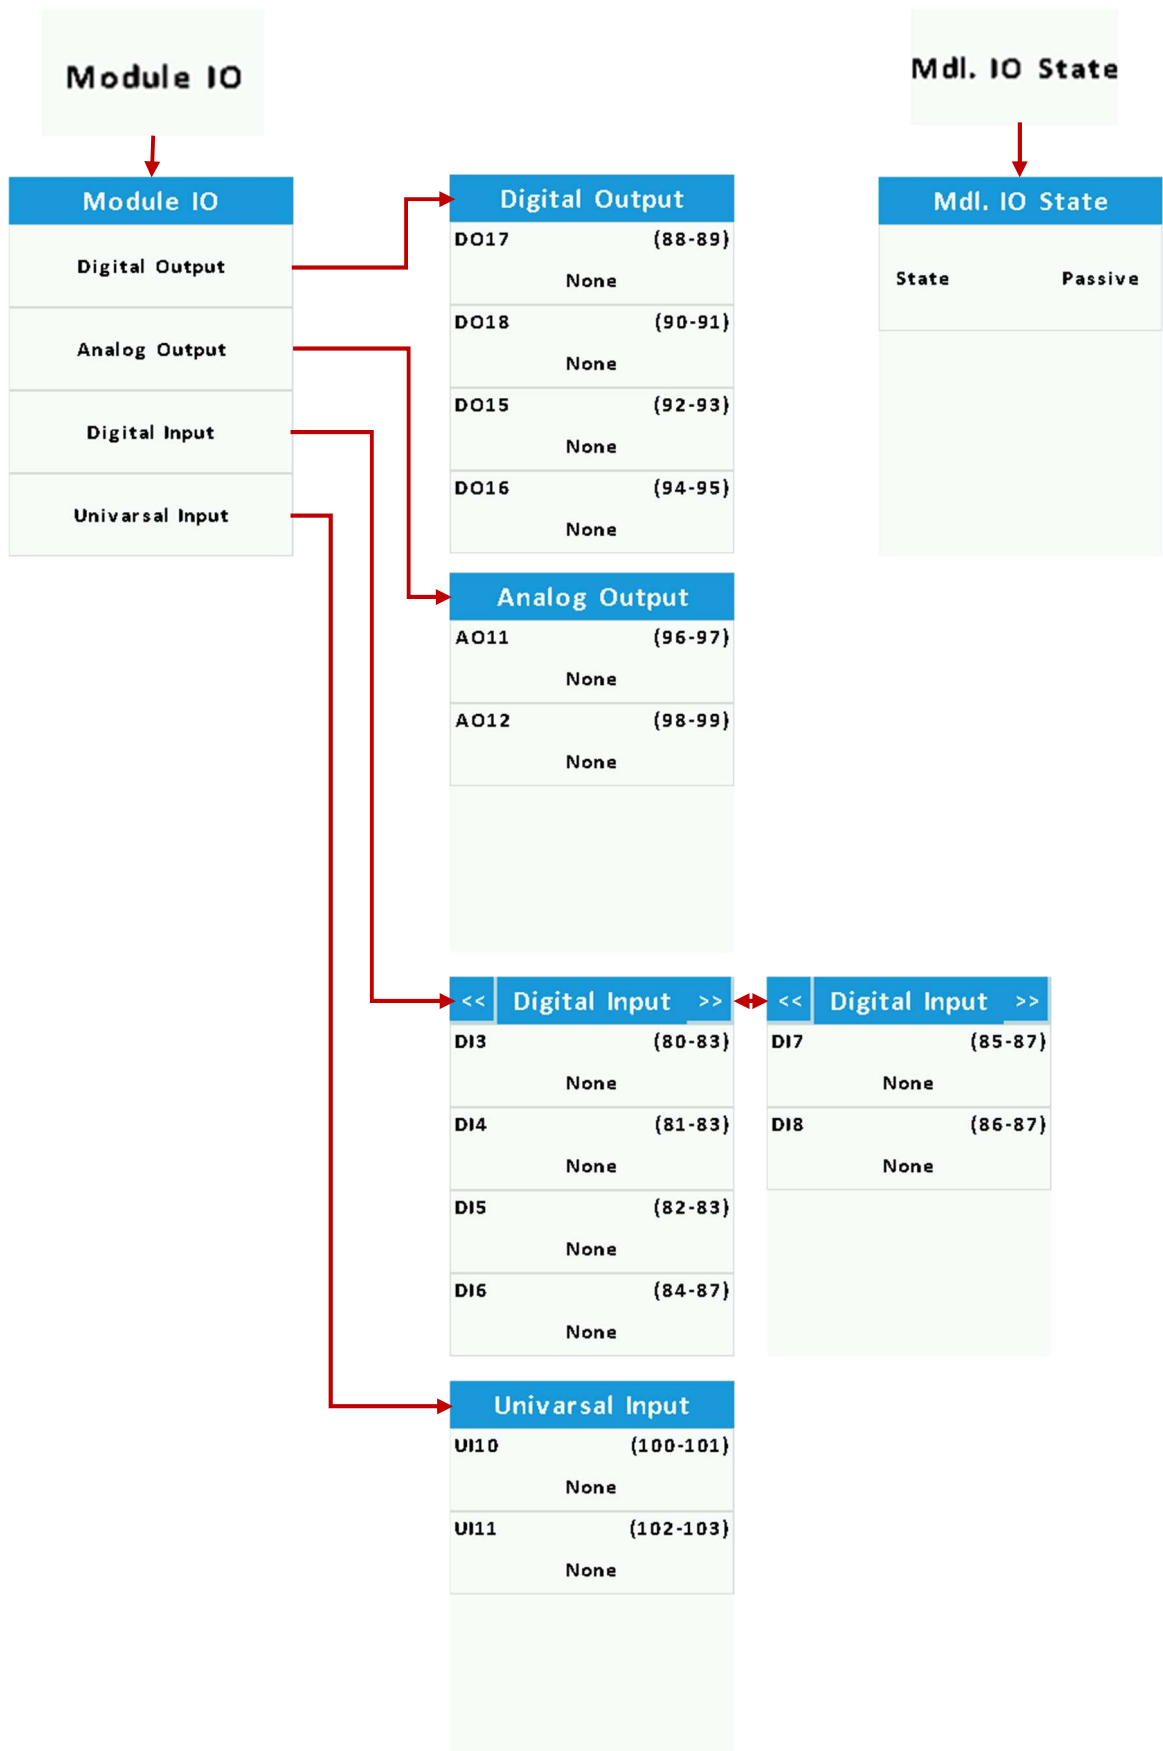 Module IO
Mdl. IO State
Module IO
Digital Output
Analog Output
Digital Input
Univarsal Input
Digital Output
DO17 (88-89)
None
DO18 (90-91)
None
DO15 (92-93)
None
DO16 (94-95)
None
Mdl. IO State
State Passive
Analog Output
AO11 (96-97)
None
AO12 (98-99)
None
<< Digital Input >>
DI3 (80-83)
None
DI4 (81-83)
None
DI5 (82-83)
None
DI6 (84-87)
None
<< Digital Input >>
DI7 (85-87)
None
DI8 (86-87)
None
Univarsal Input
UI10 (100-101)
None
UI11 (102-103)
None